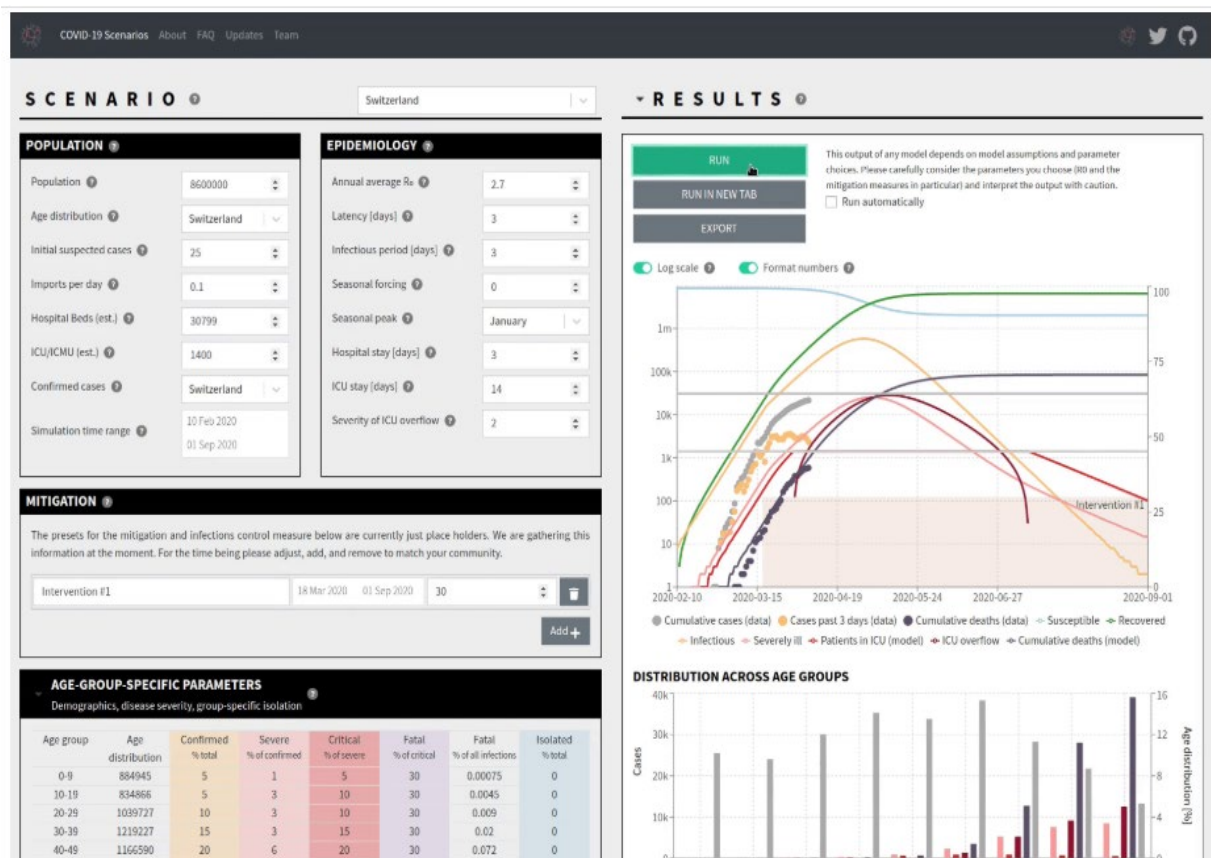 COVID-19 Scenarios About FAQ Updates Team
SCENARIO
Switzerland
POPULATION
Population 8600000
Age distribution Switzerland
Initial suspected cases 25
Imports per day 0.1
Hospital Beds (est.) 30799
ICU/ICMU (est.) 1400
Confirmed cases Switzerland
Simulation time range 10 Feb 2020
01 Sep 2020
EPIDEMIOLOGY
Annual average R₀ 2.7
Latency [days] 3
Infectious period [days] 3
Seasonal forcing 0
Seasonal peak January
Hospital stay [days] 3
ICU stay [days] 14
Severity of ICU overflow 2
MITIGATION
The presets for the mitigation and infections control measure below are currently just place holders. We are gathering this
information at the moment. For the time being please adjust, add, and remove to match your community.
Intervention #1 18 Mar 2020 01 Sep 2020 30
Add +
AGE-GROUP-SPECIFIC PARAMETERS
Demographics, disease severity, group-specific isolation
Age group Age Confirmed Severe Critical Fatal Fatal Isolated
distribution % total % of confirmed % of severe % of critical % of all infections % total
0-9 884945 5 1 5 30 0.00075 0
10-19 834866 5 3 10 30 0.0045 0
20-29 1039727 10 3 10 30 0.009 0
30-39 1219227 15 3 15 30 0.02 0
40-49 1166590 20 6 20 30 0.072 0
RESULTS
RUN
RUN IN NEW TAB
EXPORT
This output of any model depends on model assumptions and parameter
choices. Please carefully consider the parameters you choose (R0 and the
mitigation measures in particular) and interpret the output with caution.
Run automatically
Log scale Format numbers
1m
100k
10k
1k
100
10
1
100
75
50
25
0
Intervention #1
2020-02-10 2020-03-15 2020-04-19 2020-05-24 2020-06-27 2020-09-01
Cumulative cases (data) Cases past 3 days (data) Cumulative deaths (data) Susceptible Recovered
Infectious Severely ill Patients in ICU (model) ICU overflow Cumulative deaths (model)
DISTRIBUTION ACROSS AGE GROUPS
40k
30k
20k
10k
0
Cases
16
12
8
4
0
Age distribution [%]